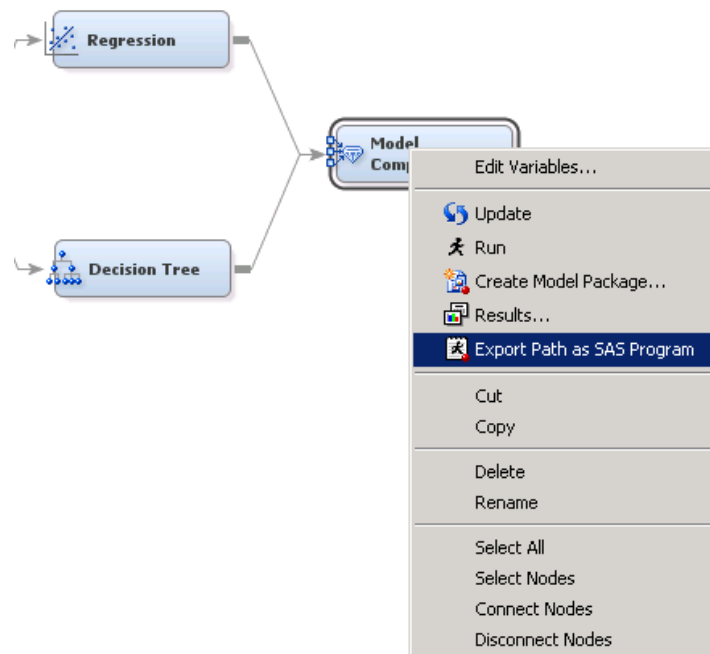 Regression
Model
Comp
Decision Tree
Edit Variables...
Update
Run
Create Model Package...
Results...
Export Path as SAS Program
Cut
Copy
Delete
Rename
Select All
Select Nodes
Connect Nodes
Disconnect Nodes